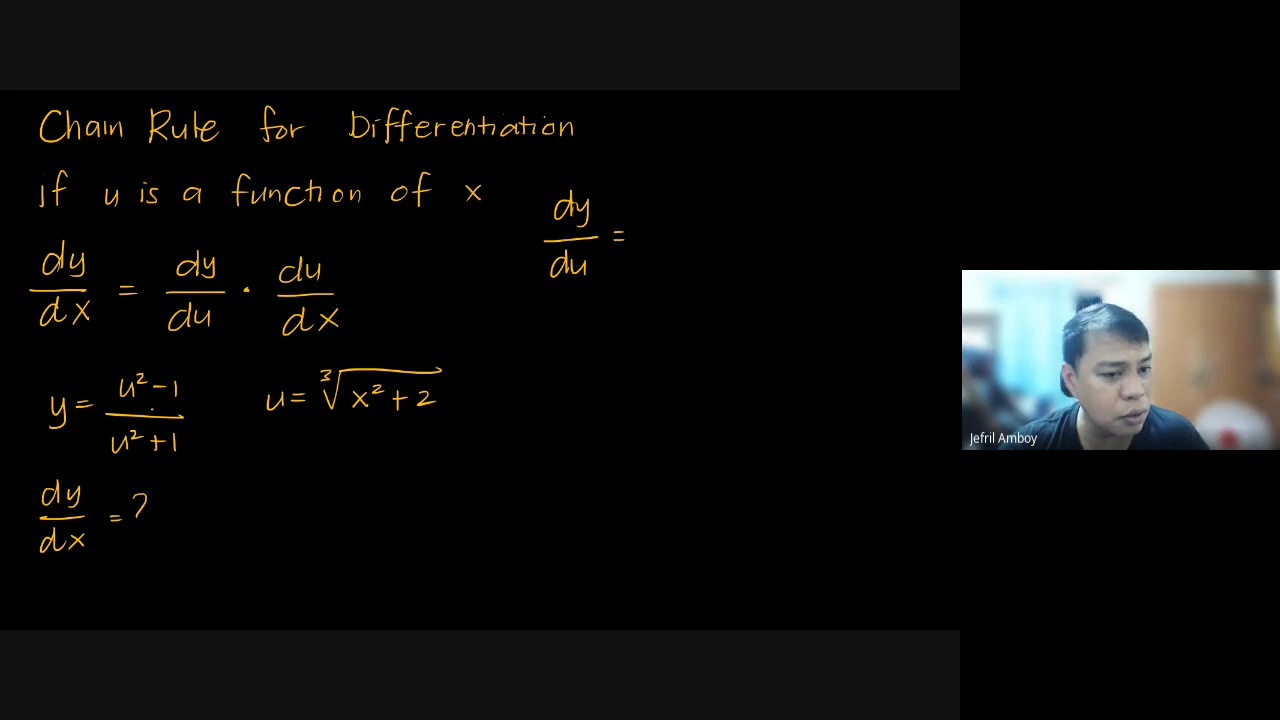 Chain Rule for Differentiation
if u is a function of x
dy/du =
dy/dx = dy/du · du/dx
y = u²-1/u²+1   u = ³√x²+2
dy/dx = ?
Jefril Amboy